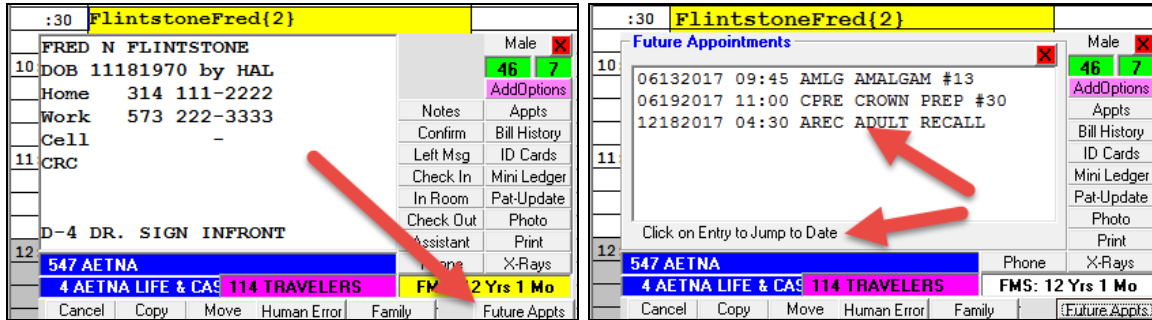 :30 FlintstoneFred{2}
FRED N FLINTSTONE
Male X
10 DOB 11181970 by HAL
46 7
Home 314 111-2222
AddOptions
Work 573 222-3333
Notes Appts
Cell -
Confirm Bill History
11 CRC
Left Msg ID Cards
Check In Mini Ledger
In Room Pat-Update
Check Out Photo
D-4 DR. SIGN INFRONT
Assistant Print
12
547 AETNA
X-Rays
4 AETNA LIFE & CAS 114 TRAVELERS
2 Yrs 1 Mo
Cancel Copy Move Human Error Family Future Appts
:30 FlintstoneFred{2}
Future Appointments X
Male X
10
46 7
06132017 09:45 AMLG AMALGAM #13
AddOptions
06192017 11:00 CPRE CROWN PREP #30
Appts
12182017 04:30 AREC ADULT RECALL
Bill History
11
ID Cards
Mini Ledger
Pat-Update
Photo
Click on Entry to Jump to Date
Print
12
547 AETNA
Phone X-Rays
4 AETNA LIFE & CAS 114 TRAVELERS
FMS: 12 Yrs 1 Mo
Cancel Copy Move Human Error Family Future Appts